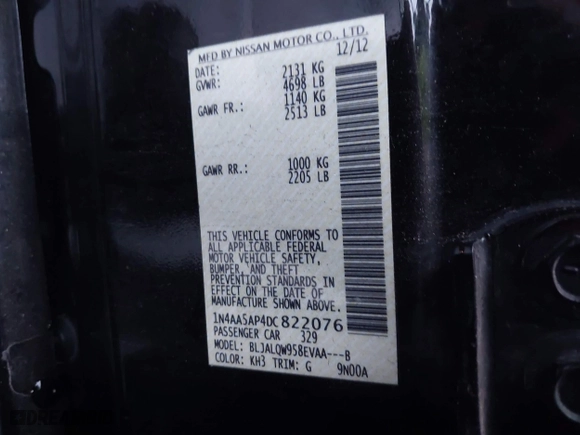 MFD BY NISSAN MOTOR CO., LTD.
DATE: 12/12
GVWR: 2131 KG
4698 LB
GAWR FR.: 1140 KG
2513 LB
GAWR RR.: 1000 KG
2205 LB
THIS VEHICLE CONFORMS TO
ALL APPLICABLE FEDERAL
MOTOR VEHICLE SAFETY,
BUMPER, AND THEFT
PREVENTION STANDARDS
IN EFFECT ON THE DATE OF
MANUFACTURE SHOWN ABOVE.
1N4AA5AP4DC822076
PASSENGER CAR 329
MODEL: BLJALQW958EVAA---B
COLOR: KH3 TRIM: G 9N00A